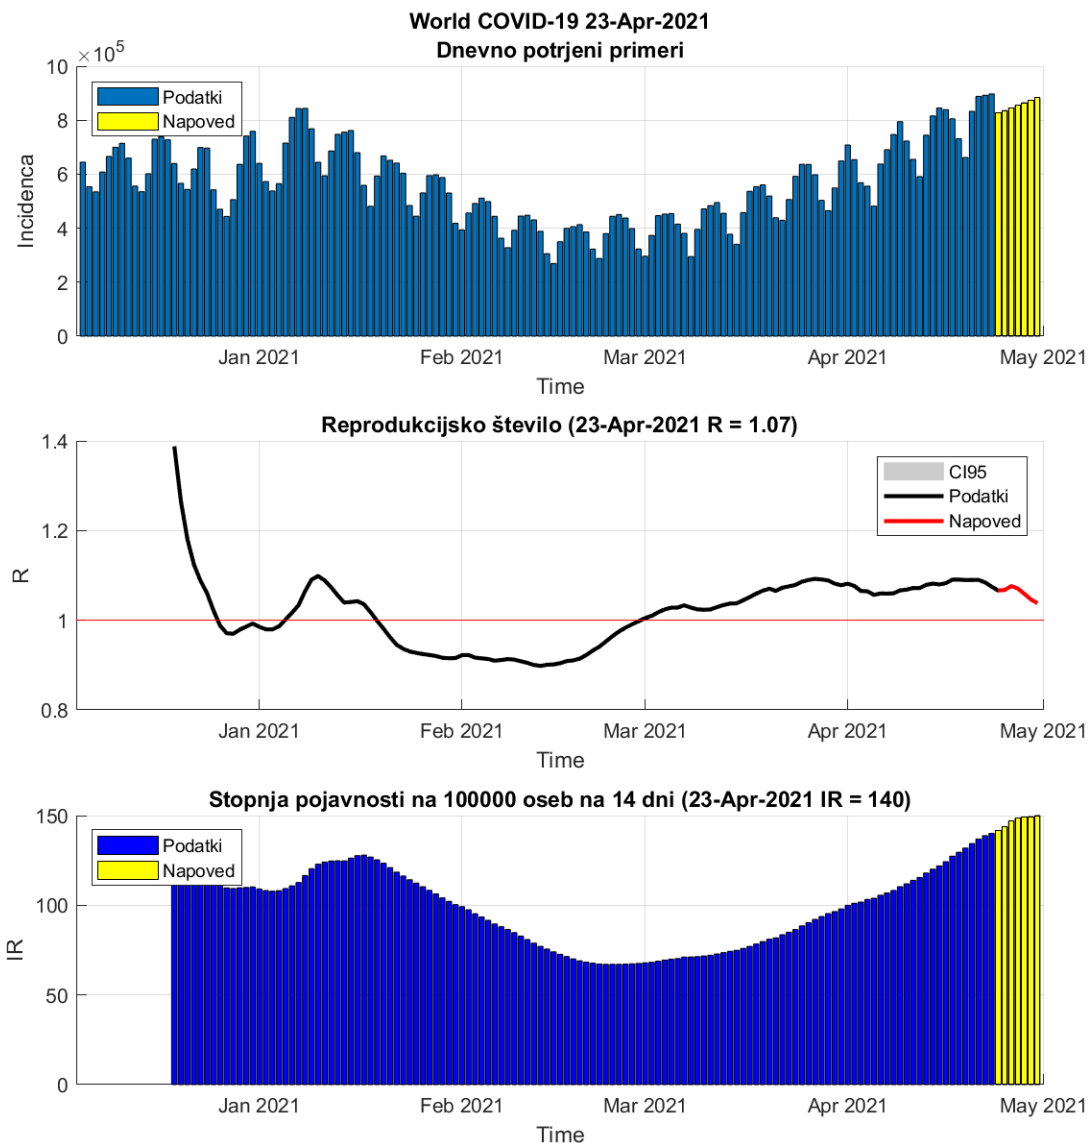 World COVID-19 23-Apr-2021
Dnevno potrjeni primeri
×10⁵
10
8
6
4
2
0
Incidenca
Podatki
Napoved
Jan 2021
Feb 2021
Mar 2021
Apr 2021
May 2021
Time
Reprodukcijsko število (23-Apr-2021 R = 1.07)
1.4
1.2
1
0.8
R
CI95
Podatki
Napoved
Jan 2021
Feb 2021
Mar 2021
Apr 2021
May 2021
Time
Stopnja pojavnosti na 100000 oseb na 14 dni (23-Apr-2021 IR = 140)
150
100
50
0
IR
Podatki
Napoved
Jan 2021
Feb 2021
Mar 2021
Apr 2021
May 2021
Time